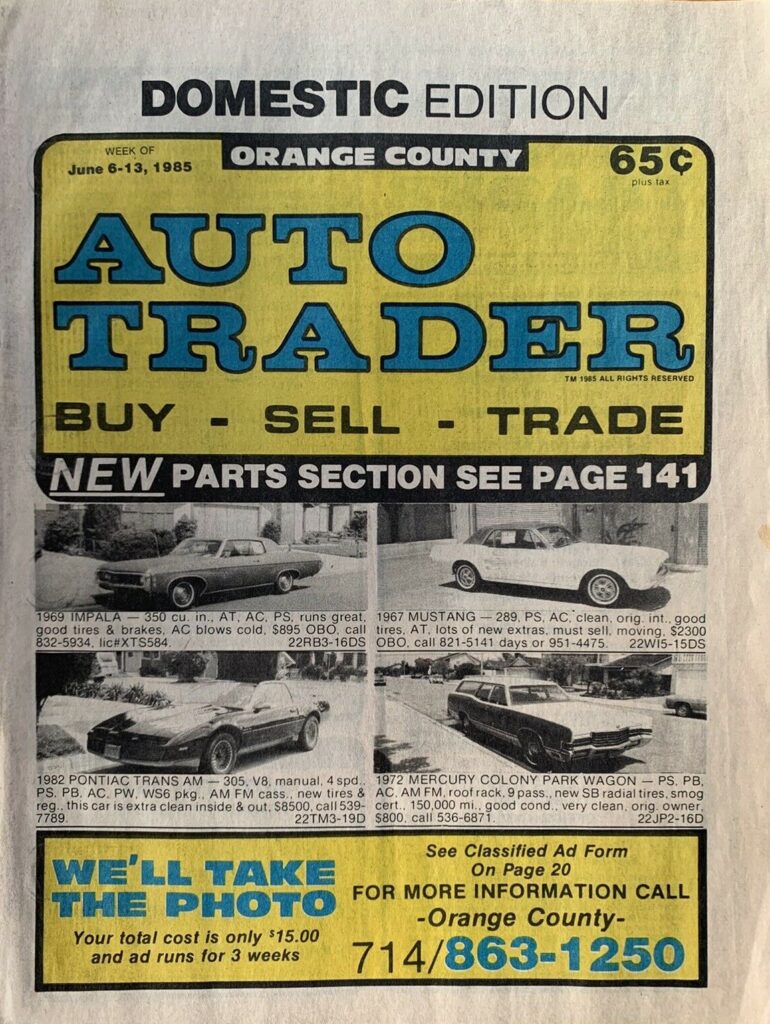 DOMESTIC EDITION
WEEK OF
June 6-13, 1985
ORANGE COUNTY
65¢
plus tax
AUTO
TRADER
TM 1985 ALL RIGHTS RESERVED
BUY - SELL - TRADE
NEW PARTS SECTION SEE PAGE 141
1969 IMPALA — 350 cu. in., AT, AC, PS, runs great,
good tires & brakes, AC blows cold, $895 OBO, call
832-5934, lic#XTS584. 22RB3-16DS
1967 MUSTANG — 289, PS, AC, clean, orig. int., good
tires, AT, lots of new extras, must sell, moving, $2300
OBO, call 821-5141 days or 951-4475. 22WI5-15DS
1982 PONTIAC TRANS AM — 305, V8, manual, 4 spd.,
PS, PB, AC, PW, WS6 pkg., AM FM cass., new tires &
reg., this car is extra clean inside & out, $8500, call 539-
7789. 22TM3-19D
1972 MERCURY COLONY PARK WAGON — PS, PB,
AC, AM FM, roof rack, 9 pass., new SB radial tires, smog
cert., 150,000 mi., good cond., very clean, orig. owner,
$800, call 536-6871. 22JP2-16D
WE'LL TAKE
THE PHOTO
Your total cost is only $15.00
and ad runs for 3 weeks
See Classified Ad Form
On Page 20
FOR MORE INFORMATION CALL
-Orange County-
714/863-1250